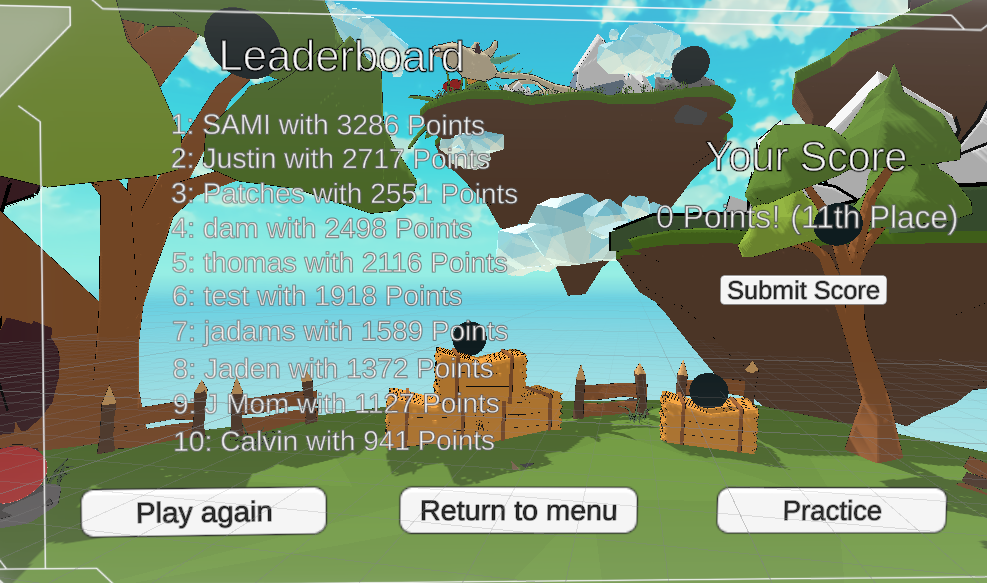 Leaderboard
1: SAMI with 3286 Points
2: Justin with 2717 Points
3: Patches with 2551 Points
4: dam with 2498 Points
5: thomas with 2116 Points
6: test with 1918 Points
7: jadams with 1589 Points
8: Jaden with 1372 Points
9: J Mom with 1127 Points
10: Calvin with 941 Points
Your Score
0 Points! (11th Place)
Submit Score
Play again
Return to menu
Practice